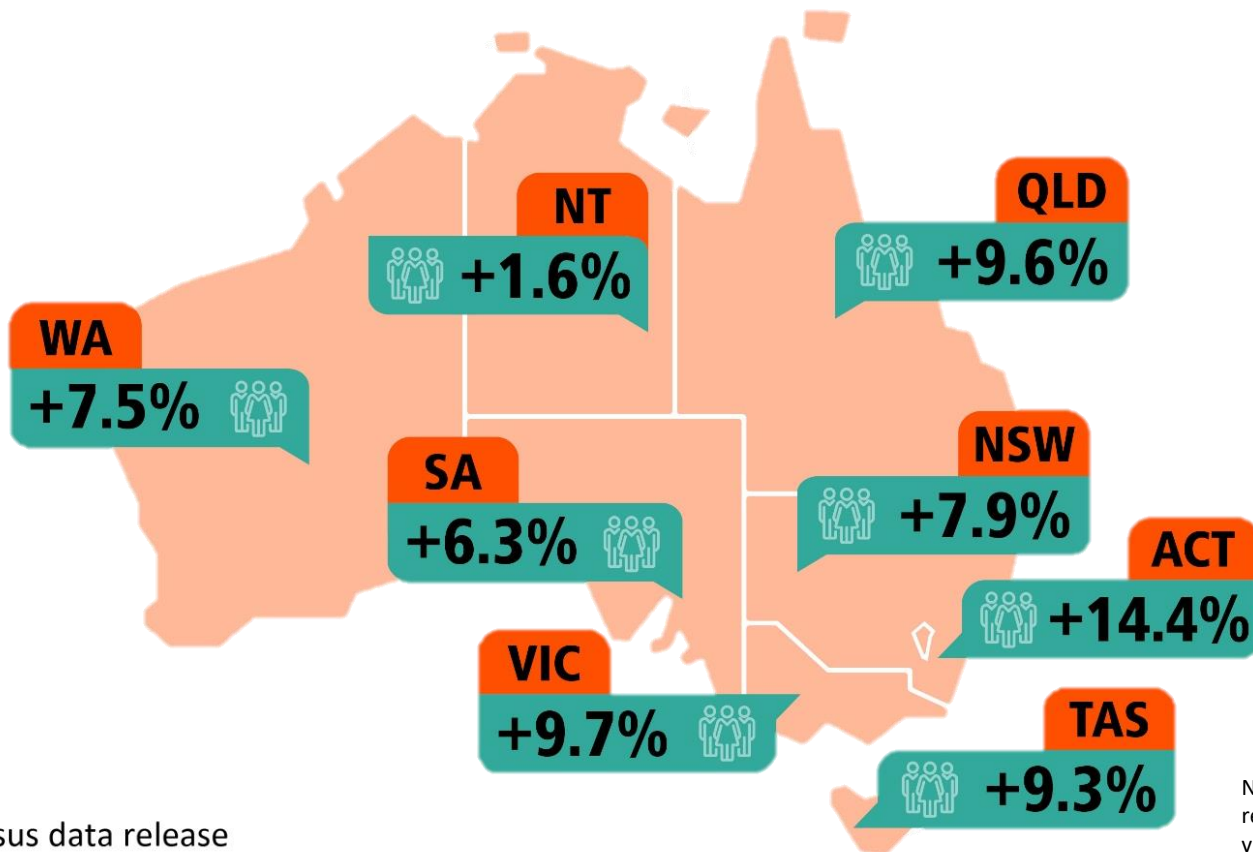 NT
+1.6%
QLD
+9.6%
WA
+7.5%
SA
+6.3%
NSW
+7.9%
ACT
+14.4%
VIC
+9.7%
TAS
+9.3%
data release